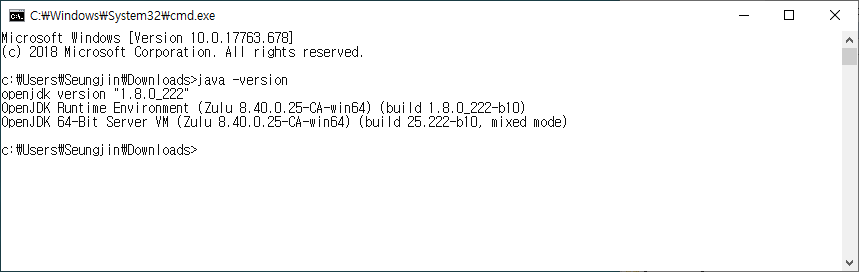 C:₩Windows₩System32₩cmd.exe
Microsoft Windows [Version 10.0.17763.678]
(c) 2018 Microsoft Corporation. All rights reserved.
c:₩Users₩Seungjin₩Downloads>java -version
openjdk version "1.8.0_222"
OpenJDK Runtime Environment (Zulu 8.40.0.25-CA-win64) (build 1.8.0_222-b10)
OpenJDK 64-Bit Server VM (Zulu 8.40.0.25-CA-win64) (build 25.222-b10, mixed mode)
c:₩Users₩Seungjin₩Downloads>